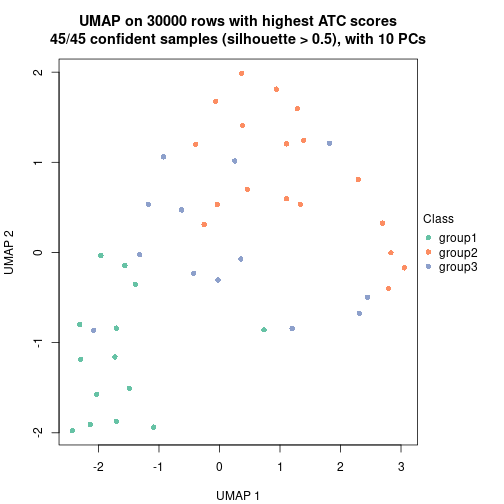 UMAP on 30000 rows with highest ATC scores
45/45 confident samples (silhouette > 0.5), with 10 PCs
2
1
0
-1
-2
UMAP 2
-2
-1
0
1
2
3
UMAP 1
Class
group1
group2
group3